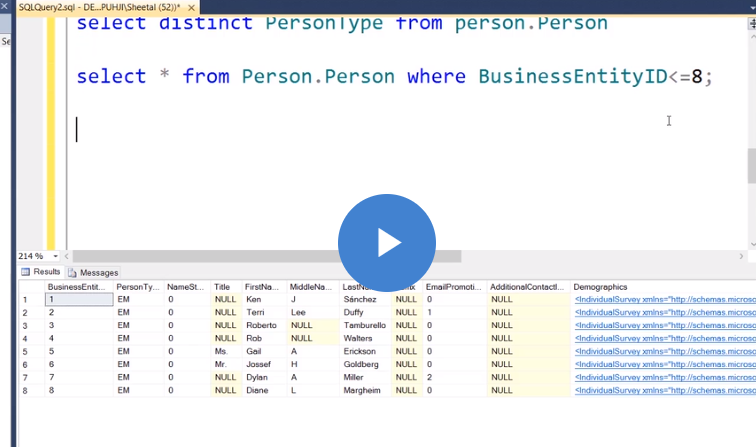 SQLQuery2.sql - DE...PUHJI\Sheetal (52))*
Se
select distinct PersonType from person.Person
select * from Person.Person where BusinessEntityID<=8;
214 %
Results Messages
BusinessEntit... PersonTy... NameSt... Title FirstNa... MiddleNa... LastNa EmailPromoti... AdditionalContactI... Demographics
1 1 EM 0 NULL Ken J Sánchez NULL 0 NULL <IndividualSurvey xmlns="http://schemas.microso
2 2 EM 0 NULL Terri Lee Duffy NULL 1 NULL <IndividualSurvey xmlns="http://schemas.microso
3 3 EM 0 NULL Roberto NULL Tamburello NULL 0 NULL <IndividualSurvey xmlns="http://schemas.microso
4 4 EM 0 NULL Rob NULL Walters NULL 0 NULL <IndividualSurvey xmlns="http://schemas.microso
5 5 EM 0 Ms. Gail A Erickson NULL 0 NULL <IndividualSurvey xmlns="http://schemas.microso
6 6 EM 0 Mr. Jossef H Goldberg NULL 0 NULL <IndividualSurvey xmlns="http://schemas.microso
7 7 EM 0 NULL Dylan A Miller NULL 2 NULL <IndividualSurvey xmlns="http://schemas.microso
8 8 EM 0 NULL Diane L Margheim NULL 0 NULL <IndividualSurvey xmlns="http://schemas.microso